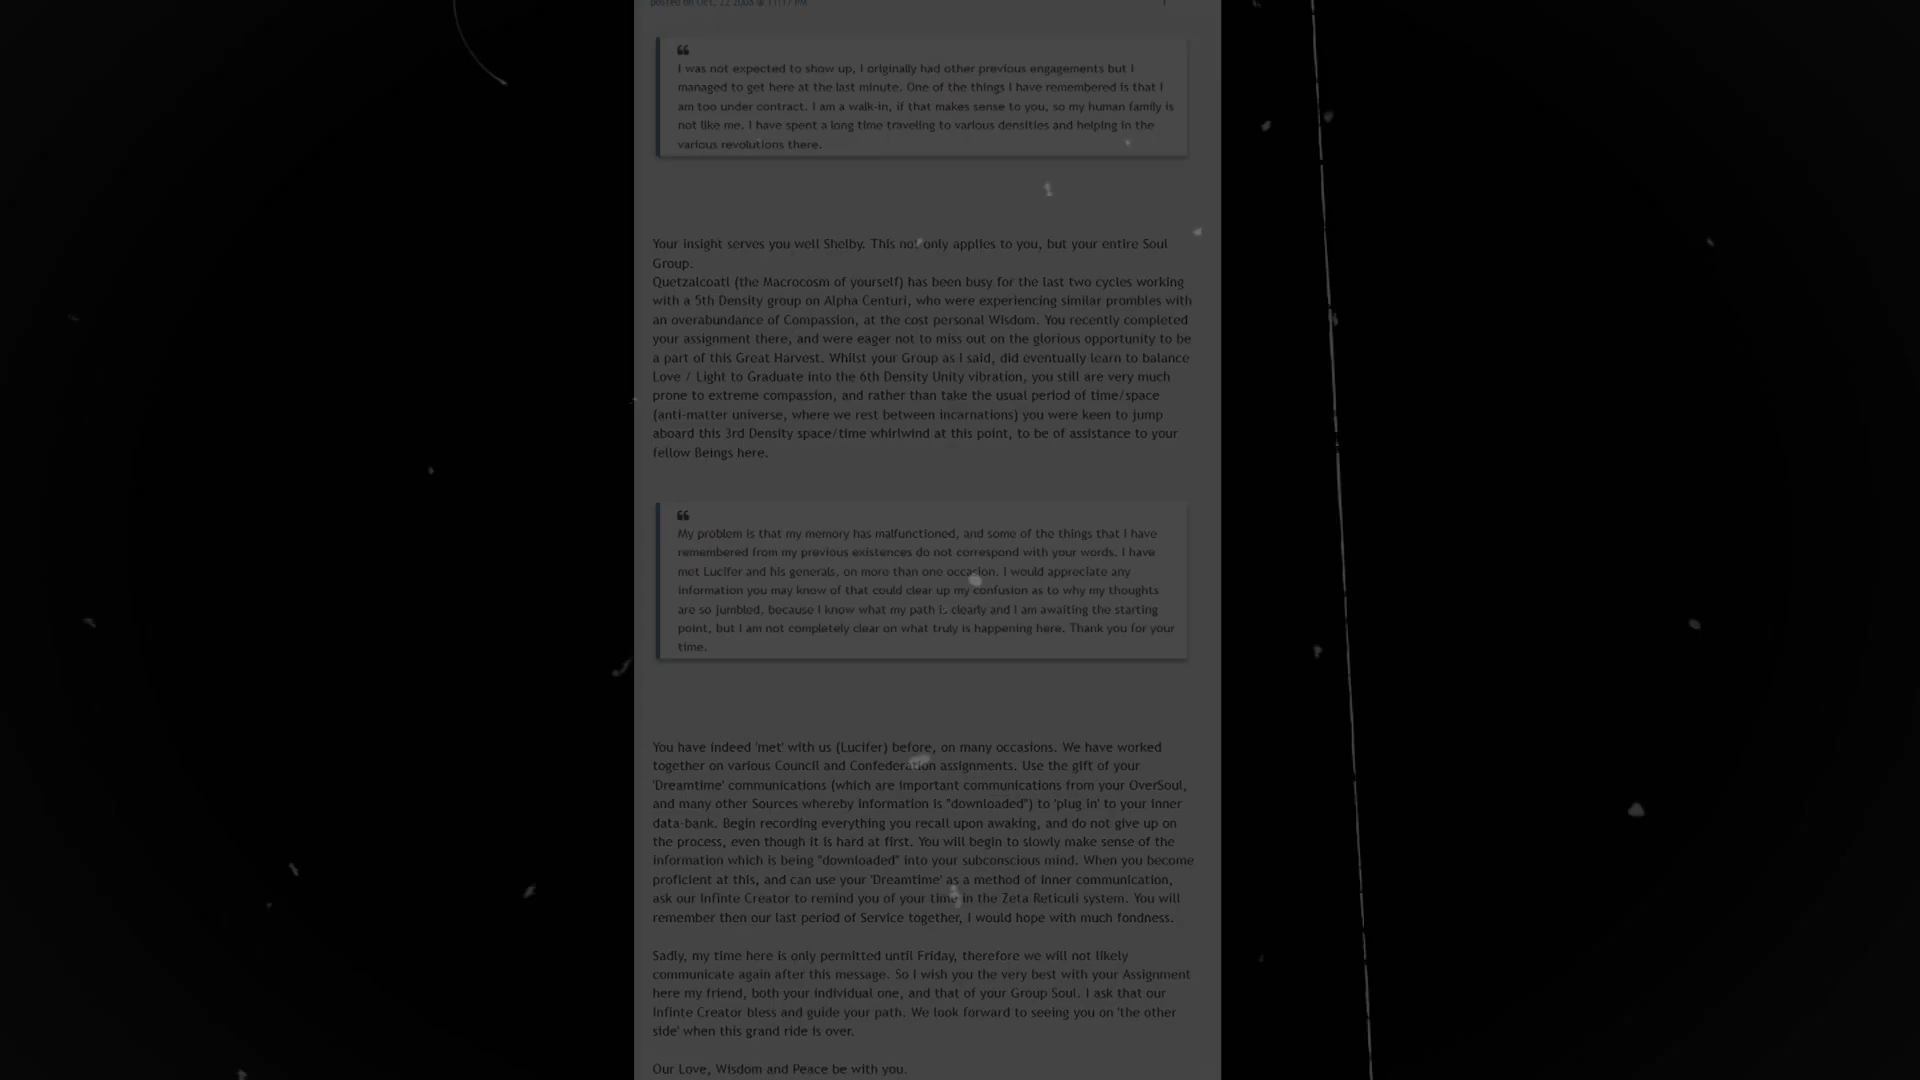 posted on Oct, 22 2008 @ 11:17 PM
I was not expected to show up, I originally had other previous engagements but I
managed to get here at the last minute. One of the things I have remembered is that I
am too under contract. I am a walk-in, if that makes sense to you, so my human family is
not like me. I have spent a long time traveling to various densities and helping in the
various revolutions there.
Your insight serves you well Shelby. This not only applies to you, but your entire Soul
Group.
Quetzalcoatl (the Macrocosm of yourself) has been busy for the last two cycles working
with a 5th Density group on Alpha Centuri, who were experiencing similar prombles with
an overabundance of Compassion, at the cost personal Wisdom. You recently completed
your assignment there, and were eager not to miss out on the glorious opportunity to be
a part of this Great Harvest. Whilst your Group as I said, did eventually learn to balance
Love / Light to Graduate into the 6th Density Unity vibration, you still are very much
prone to extreme compassion, and rather than take the usual period of time/space
(anti-matter universe, where we rest between incarnations) you were keen to jump
aboard this 3rd Density space/time whirlwind at this point, to be of assistance to your
fellow Beings here.
My problem is that my memory has malfunctioned, and some of the things that I have
remembered from my previous existences do not correspond with your words. I have
met Lucifer and his generals, on more than one occasion. I would appreciate any
information you may know of that could clear up my confusion as to why my thoughts
are so jumbled, because I know what my path is clearly and I am awaiting the starting
point, but I am not completely clear on what truly is happening here. Thank you for your
time.
You have indeed 'met' with us (Lucifer) before, on many occasions. We have worked
together on various Council and Confederation assignments. Use the gift of your
'Dreamtime' communications (which are important communications from your OverSoul,
and many other Sources whereby information is "downloaded") to 'plug in' to your inner
data-bank. Begin recording everything you recall upon awaking, and do not give up on
the process, even though it is hard at first. You will begin to slowly make sense of the
information which is being "downloaded" into your subconscious mind. When you become
proficient at this, and can use your 'Dreamtime' as a method of inner communication,
ask our Infinte Creator to remind you of your time in the Zeta Reticuli system. You will
remember then our last period of Service together, I would hope with much fondness.
Sadly, my time here is only permitted until Friday, therefore we will not likely
communicate again after this message. So I wish you the very best with your Assignment
here my friend, both your individual one, and that of your Group Soul. I ask that our
Infinte Creator bless and guide your path. We look forward to seeing you on 'the other
side' when this grand ride is over.
Our Love, Wisdom and Peace be with you.